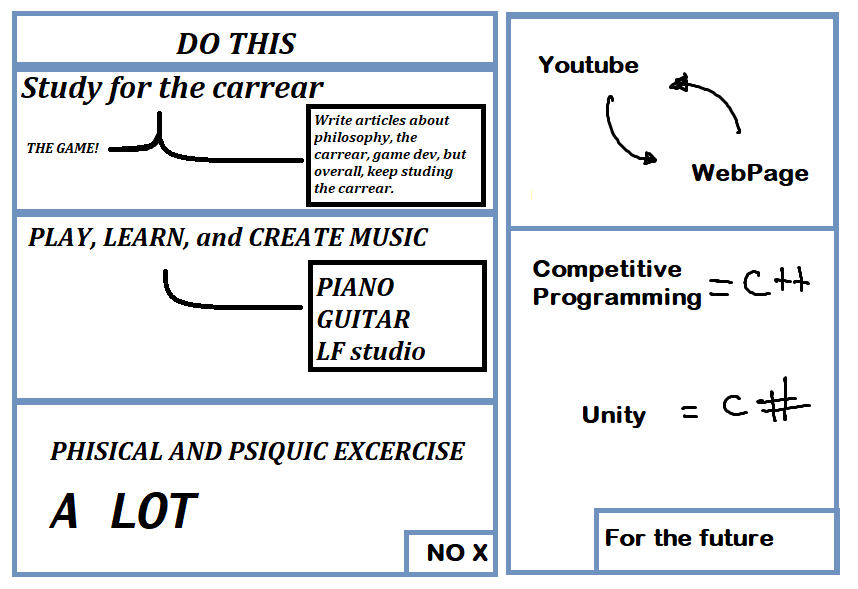 DO THIS
Study for the carrear
THE GAME!
Write articles about
philosophy, the
carrear, game dev, but
overall, keep studing
the carrear.
PLAY, LEARN, and CREATE MUSIC
PIANO
GUITAR
LF studio
PHISICAL AND PSIQUIC EXCERCISE
A LOT
NO X
Youtube
WebPage
Competitive
Programming = C++
Unity = C#
For the future